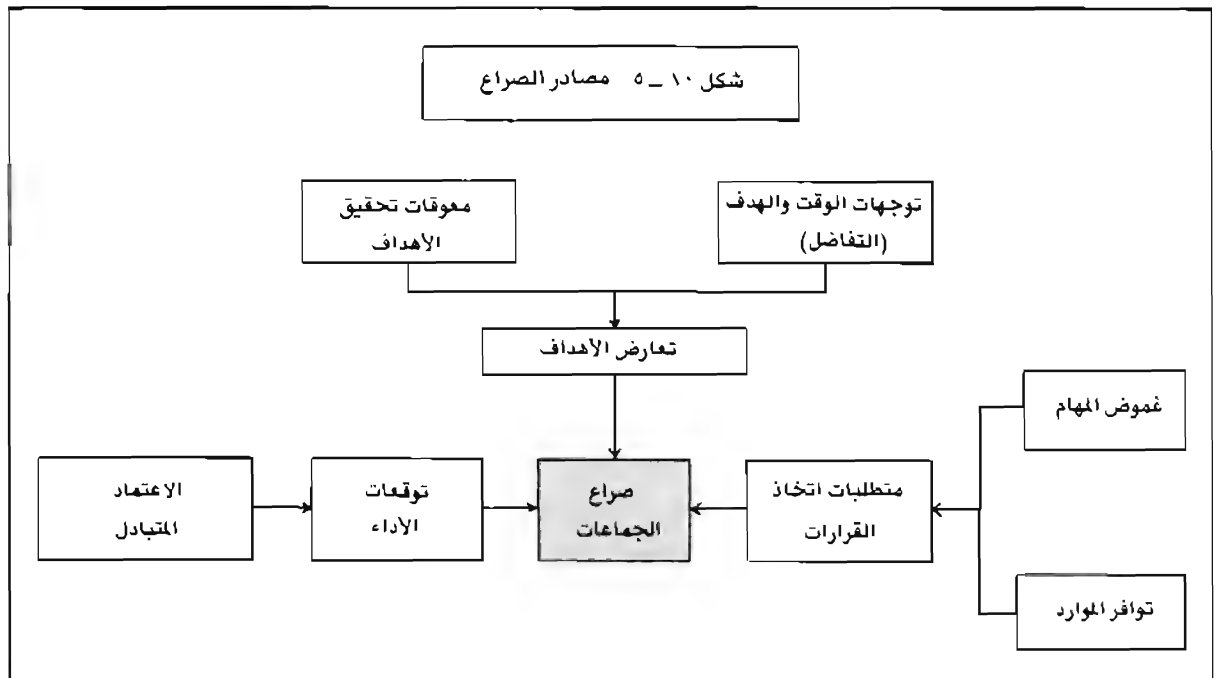 شكل ١٠ _ ٥ مصادر الصراع
توجهات الوقت والهدف
(التفاضل)
معوقات تحقيق
الأهداف
تعارض الأهداف
غموض المهام
متطلبات اتخاذ
القرارات
صراع
الجماعات
توقعات
الأداء
الاعتماد
المتبادل
توافر الموارد